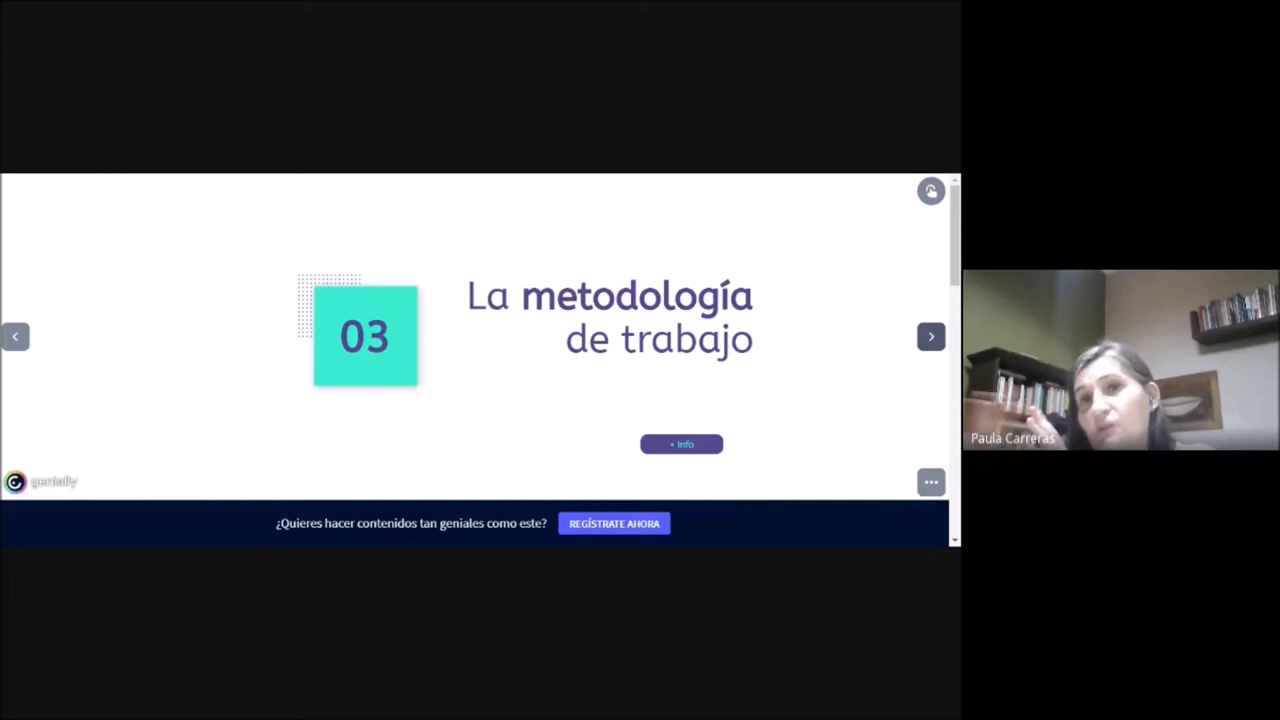 La metodología
de trabajo
03
+ Info
genially
¿Quieres hacer contenidos tan geniales como este?
REGÍSTRATE AHORA
Paula Carreras